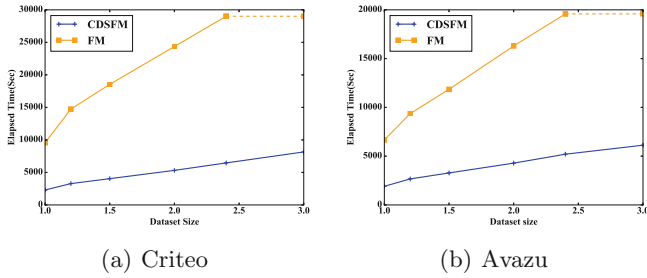 30000
25000
20000
15000
10000
5000
0
Elapsed Time(Sec)
CDSFM
FM
1.0 1.5 2.0 2.5 3.0
Dataset Size
(a) Criteo
20000
15000
10000
5000
0
Elapsed Time(Sec)
CDSFM
FM
1.0 1.5 2.0 2.5 3.0
Dataset size
(b) Avazu